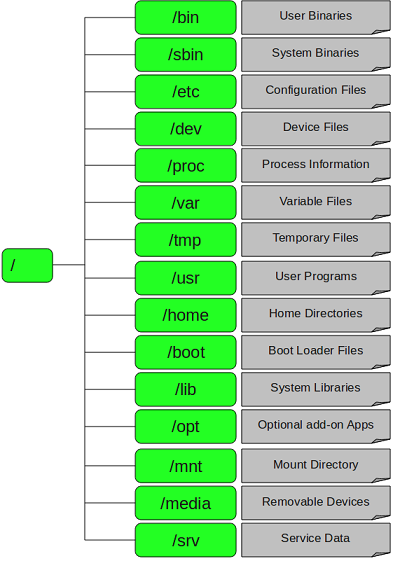 /bin User Binaries
/sbin System Binaries
/etc Configuration Files
/dev Device Files
/proc Process Information
/var Variable Files
/tmp Temporary Files
/
/usr User Programs
/home Home Directories
/boot Boot Loader Files
/lib System Libraries
/opt Optional add-on Apps
/mnt Mount Directory
/media Removable Devices
/srv Service Data